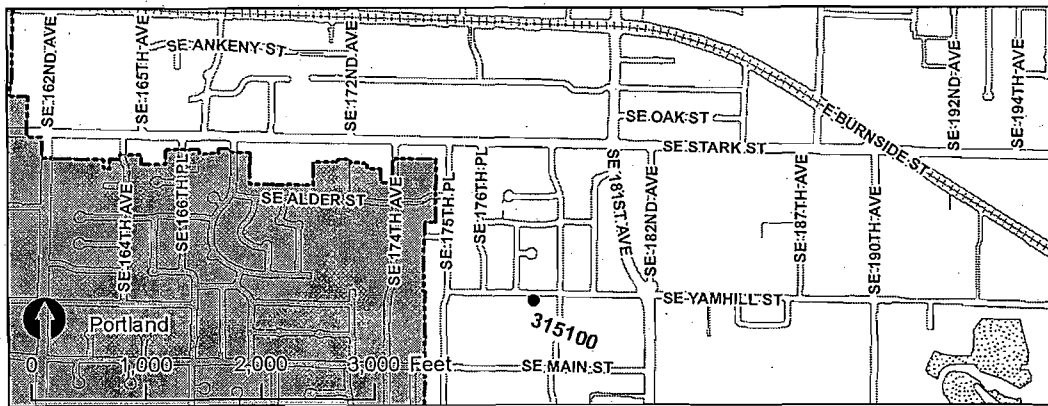 SE 162ND AVE
SE 165TH AVE
SE ANKENY ST
SE 172ND AVE
SE 192ND AVE
SE 194TH AVE
SE OAK ST
E BURNSIDE ST
SE STARK ST
SE 164TH AVE
SE 166TH PL
SE ALDER ST
SE 174TH AVE
SE 175TH PL
SE 176TH PL
SE 181ST AVE
SE 182ND AVE
SE 187TH AVE
SE 190TH AVE
SE YAMHILL ST
315100
Portland
0 1,000 2,000 3,000 Feet
SE MAIN ST